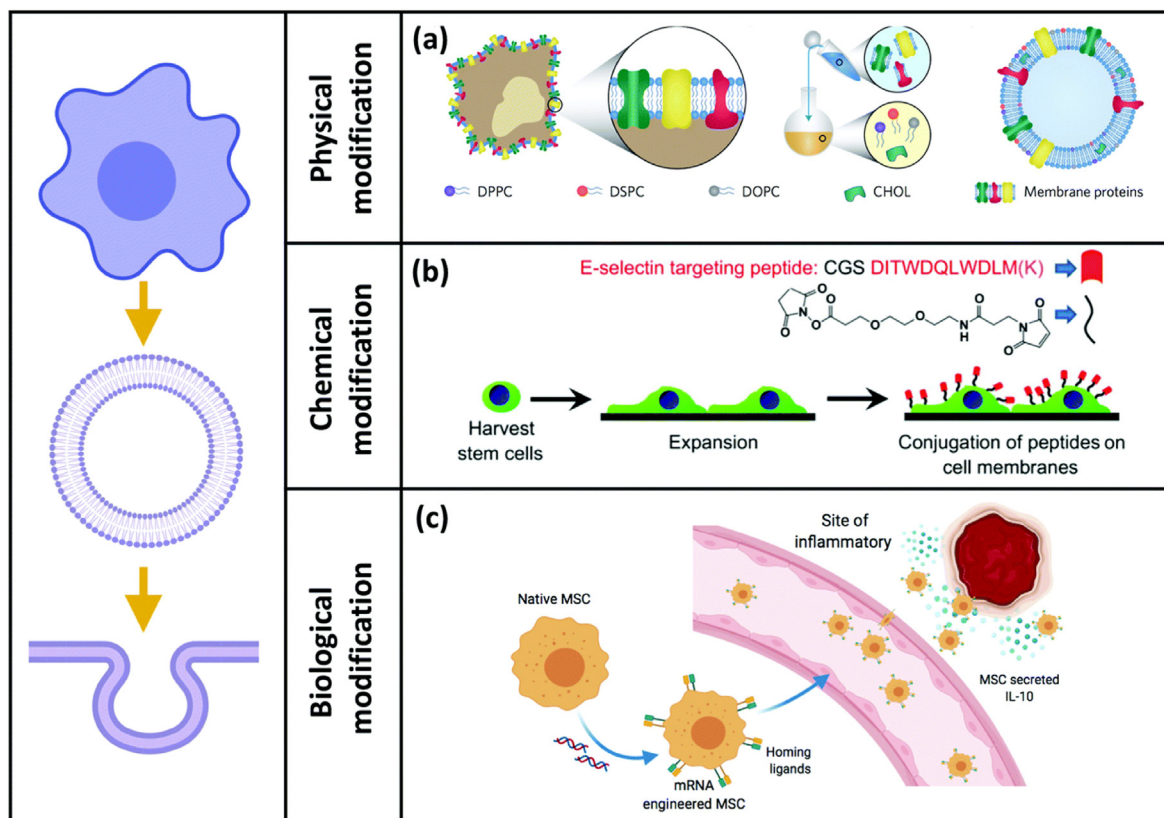 Physical
modification
(a)
DPPC
DSPC
DOPC
CHOL
Membrane proteins
Chemical
modification
(b)
E-selectin targeting peptide: CGS DITWDQLWDLM(K)
O
O
N
O
O
O
O
N
H
O
O
N
O
Harvest
stem cells
Expansion
Conjugation of peptides on
cell membranes
Biological
modification
(c)
Site of
inflammatory
Native MSC
MSC secreted
IL-10
Homing
ligands
mRNA
engineered MSC